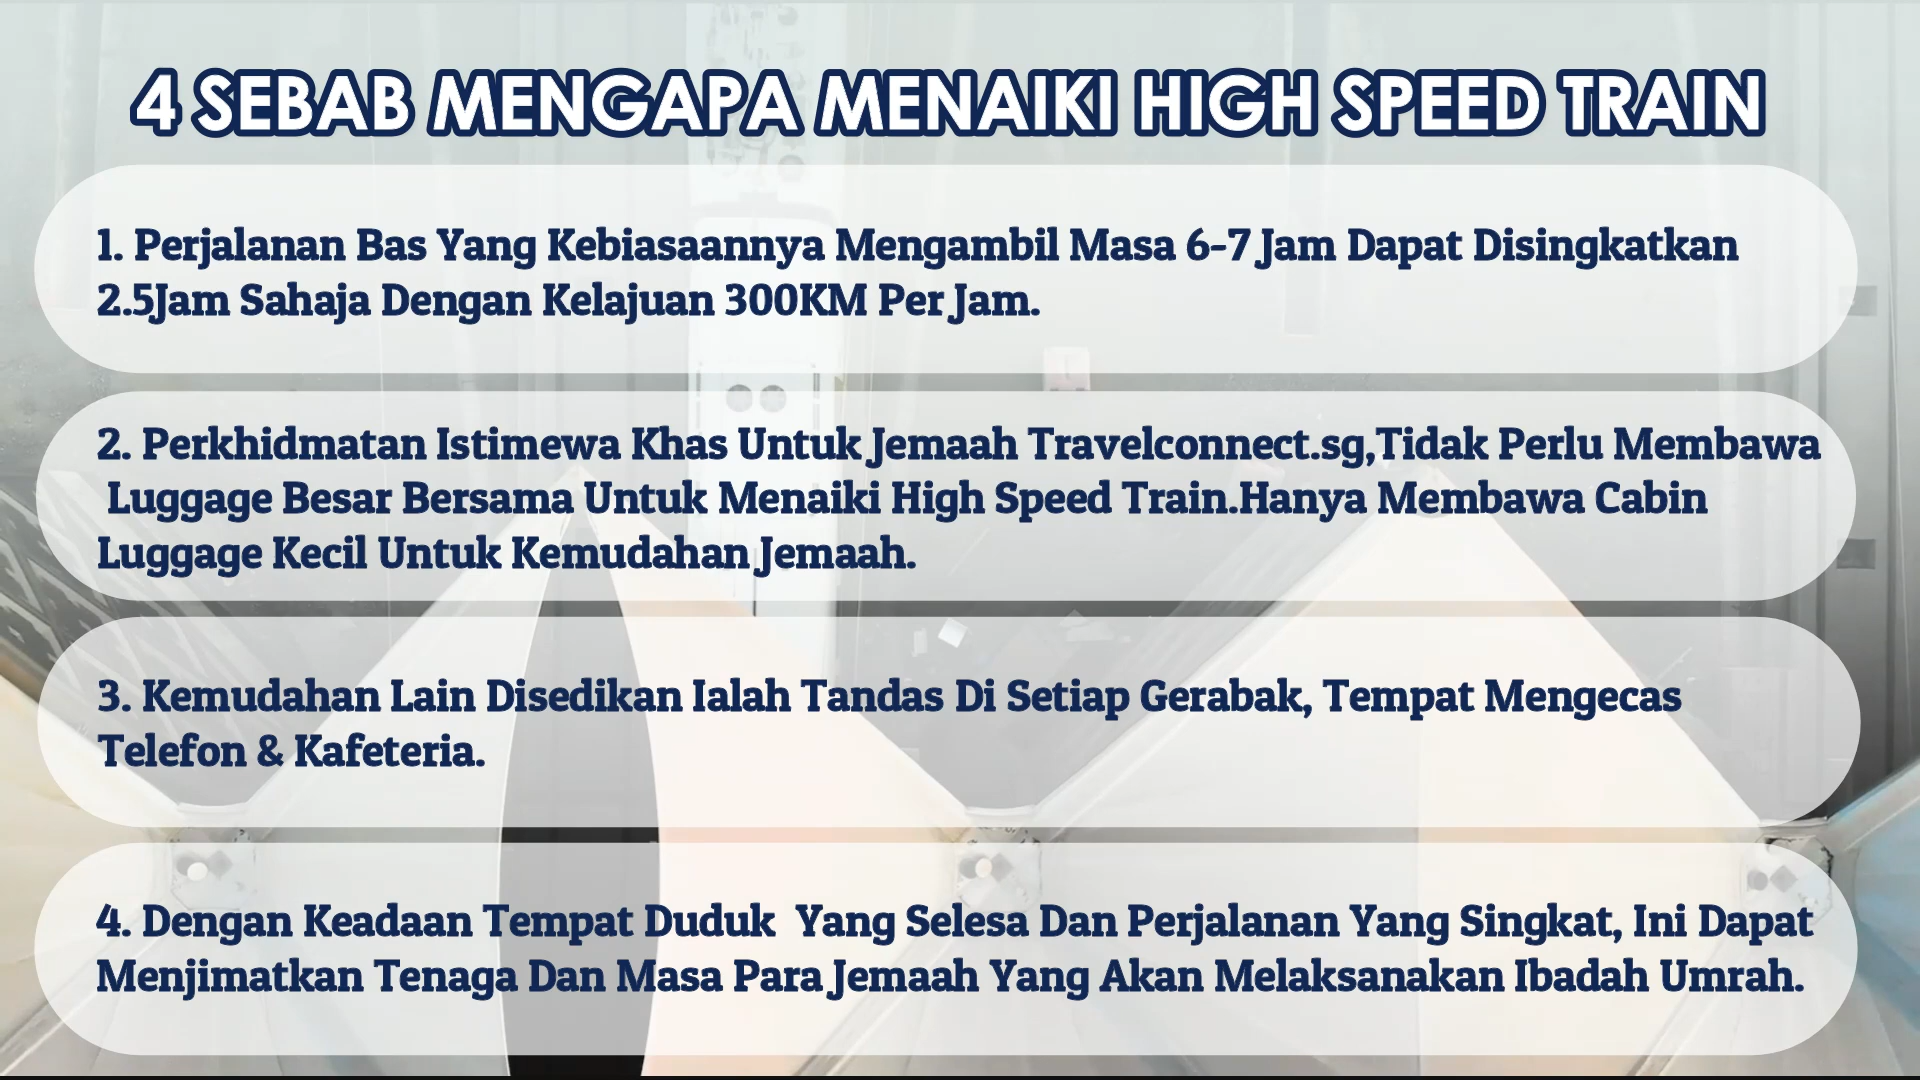 4 SEBAB MENGAPA MENAIKI HIGH SPEED TRAIN
1. Perjalanan Bas Yang Kebiasaannya Mengambil Masa 6-7 Jam Dapat Disingkatkan
2.5Jam Sahaja Dengan Kelajuan 300KM Per Jam.
2. Perkhidmatan Istimewa Khas Untuk Jemaah Travelconnect.sg,Tidak Perlu Membawa
Luggage Besar Bersama Untuk Menaiki High Speed Train.Hanya Membawa Cabin
Luggage Kecil Untuk Kemudahan Jemaah.
3. Kemudahan Lain Disedikan Ialah Tandas Di Setiap Gerabak, Tempat Mengecas
Telefon & Kafeteria.
4. Dengan Keadaan Tempat Duduk  Yang Selesa Dan Perjalanan Yang Singkat, Ini Dapat
Menjimatkan Tenaga Dan Masa Para Jemaah Yang Akan Melaksanakan Ibadah Umrah.